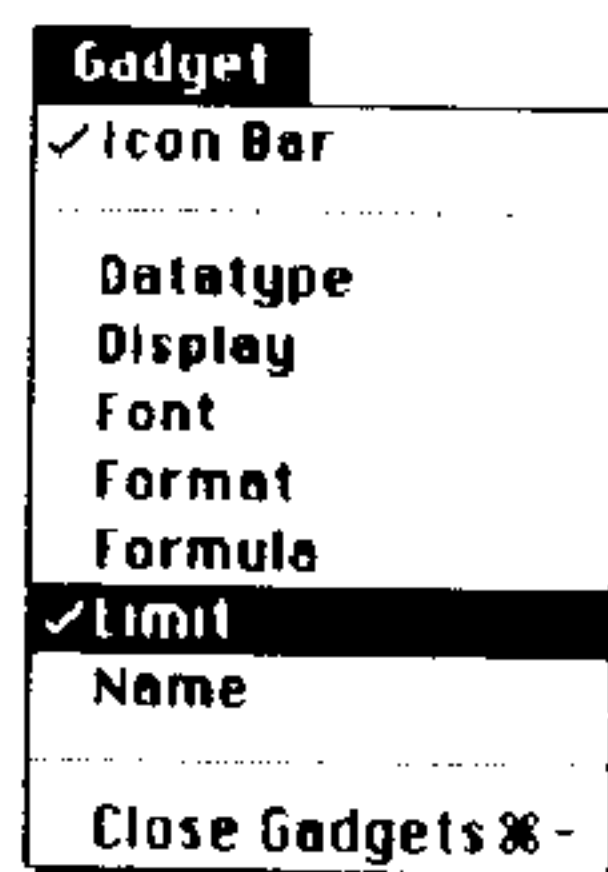 Gadget
✓Icon Bar
Datatype
Display
Font
Format
Formula
✓Limit
Name
Close Gadgets ⌘-